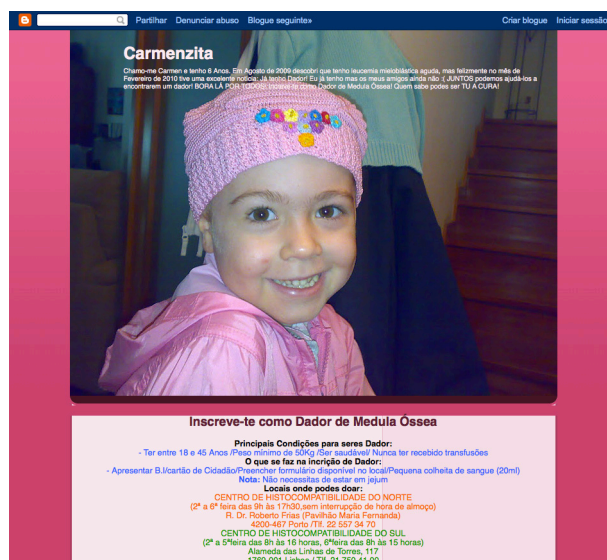 Partilhar Denunciar abuso Blogue seguinte» Criar blogue Iniciar sessão
Carmenzita
Chamo-me Carmen e tenho 6 Anos. Em Agosto de 2009 descobri que tenho leucemia mieloblástica aguda, mas felizmente no mês de
Fevereiro de 2010 tive uma excelente notícia: Já tenho Dador! Eu já tenho mas os meus amigos ainda não :( JUNTOS podemos ajudá-los a
encontrarem um dador! BORA LÁ POR TODOS! Inscreve-te como Dador de Medula Óssea! Quem sabe podes ser TU A CURA!
Inscreve-te como Dador de Medula Óssea
Principais Condições para seres Dador:
- Ter entre 18 e 45 Anos /Peso mínimo de 50Kg /Ser saudável/ Nunca ter recebido transfusões
O que se faz na incrição de Dador:
- Apresentar B.I/cartão de Cidadão/Preencher formulário disponível no local/Pequena colheita de sangue (20ml)
Nota: Não necessitas de estar em jejum
Locais onde podes doar:
CENTRO DE HISTOCOMPATIBILIDADE DO NORTE
(2ª a 6ª feira das 9h às 17h30,sem interrupção de hora de almoço)
R. Dr. Roberto Frias (Pavilhão Maria Fernanda)
4200-467 Porto /Tlf. 22 557 34 70
CENTRO DE HISTOCOMPATIBILIDADE DO SUL
(2ª a 5ªfeira das 8h às 16 horas, 6ªfeira das 8h às 15 horas)
Alameda das Linhas de Torres, 117